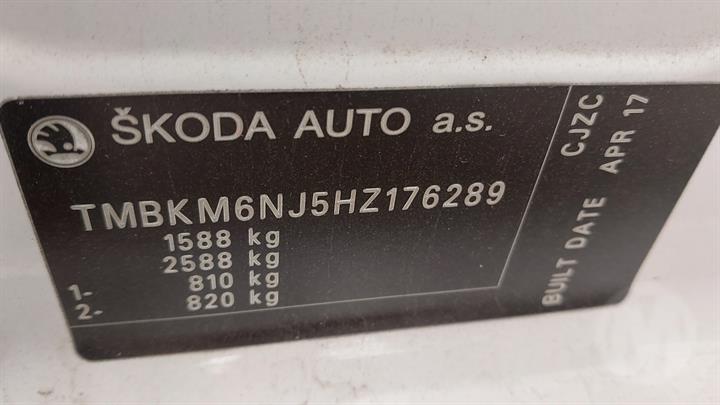 ŠKODA AUTO a.s.
TMBKM6NJ5HZ176289
1588 kg
2588 kg
1- 810 kg
2- 820 kg
CJZC
BUILT DATE APR 17